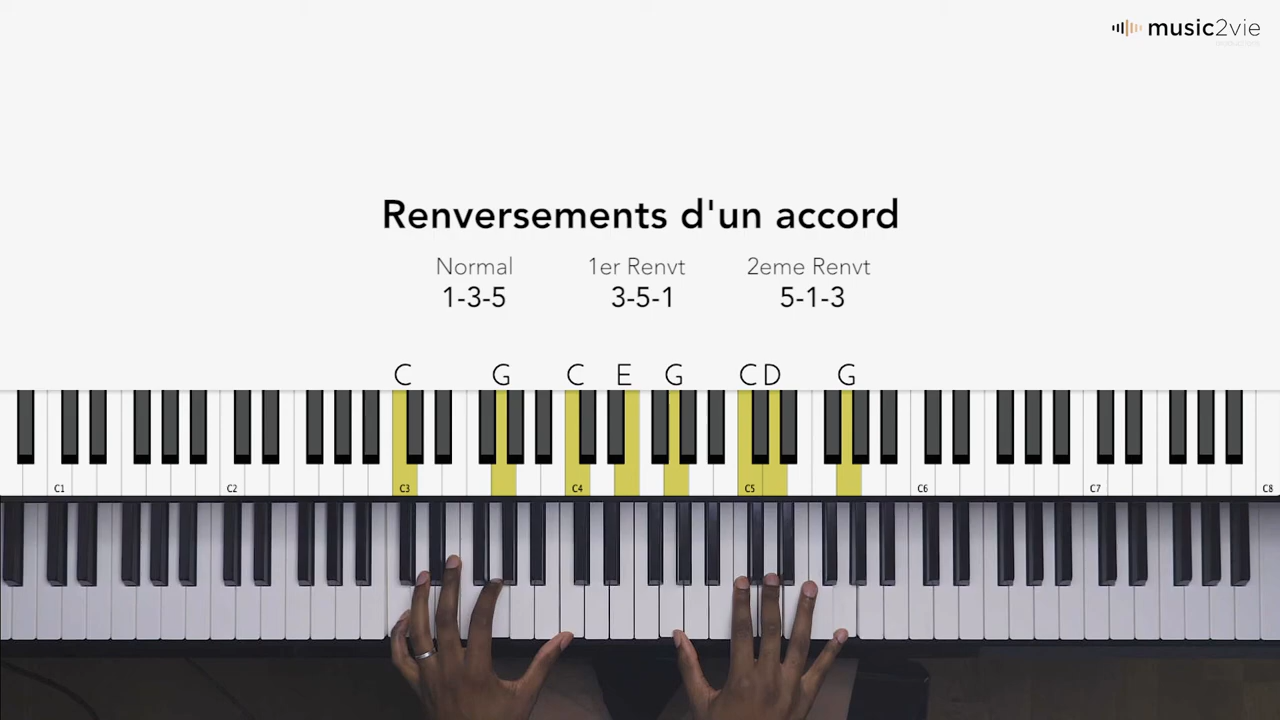 music2vie
Renversements d'un accord
Normal 1er Renvt 2eme Renvt
1-3-5 3-5-1 5-1-3
C G C E G C D G
C1 C2 C3 C4 C5 C6 C7 C8